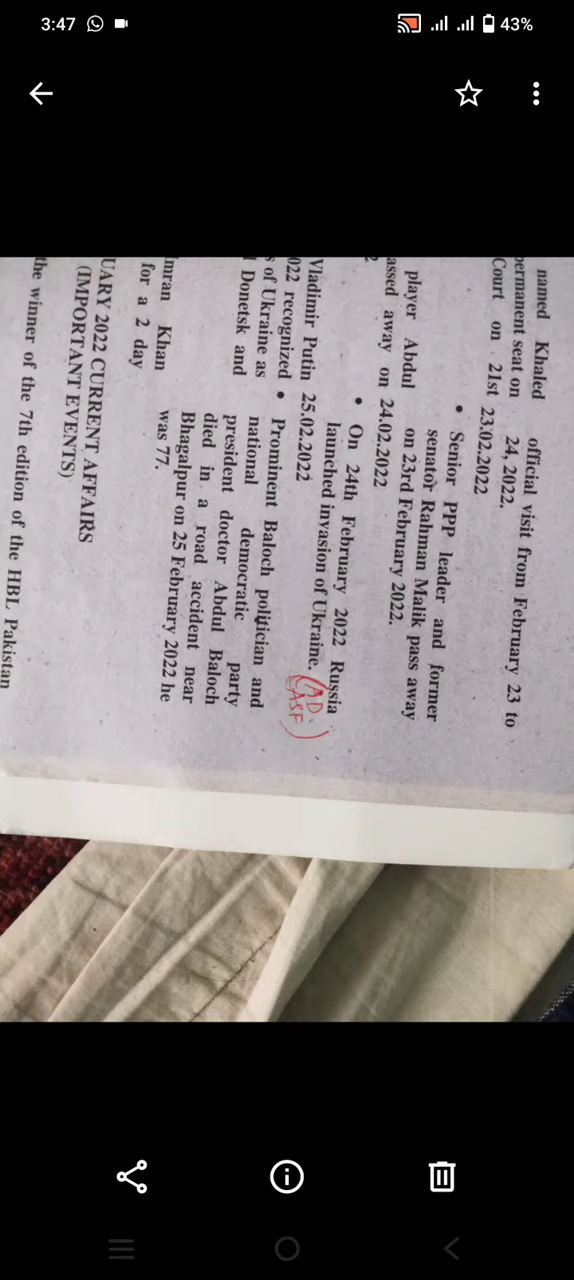 3:47
43%
named Khaled
permanent seat on
Court on 21st
player Abdul
assed away on
Vladimir Putin
022 recognized
s of Ukraine as
Donetsk and
Imran Khan
for a 2 day
official visit from February 23 to
24, 2022.
23.02.2022
• Senior PPP leader and former
senator Rahman Malik pass away
on 23rd February 2022.
24.02.2022
• On 24th February 2022 Russia
launched invasion of Ukraine. (AD.
ASF)
25.02.2022
• Prominent Baloch politician and
national democratic party
president doctor Abdul Baloch
died in a road accident near
Bhagalpur on 25 February 2022 he
was 77.
UARY 2022 CURRENT AFFAIRS
(IMPORTANT EVENTS)
the winner of the 7th edition of the HBL Pakistan